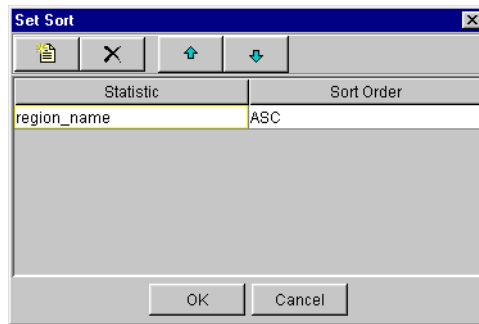 Set Sort
Statistic Sort Order
region_name ASC
OK Cancel